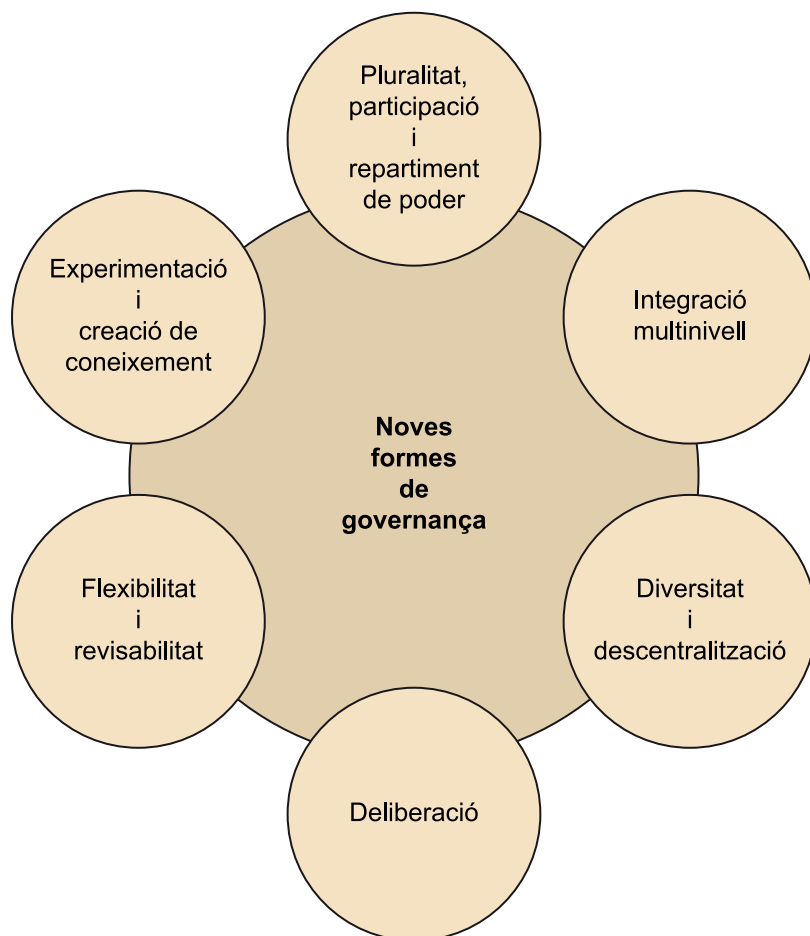 Pluralitat,
participació
i
repartiment
de poder
Experimentació
i
creació de
coneixement
Integració
multinivell
Noves
formes
de
governança
Flexibilitat
i
revisabilitat
Diversitat
i
descentralització
Deliberació